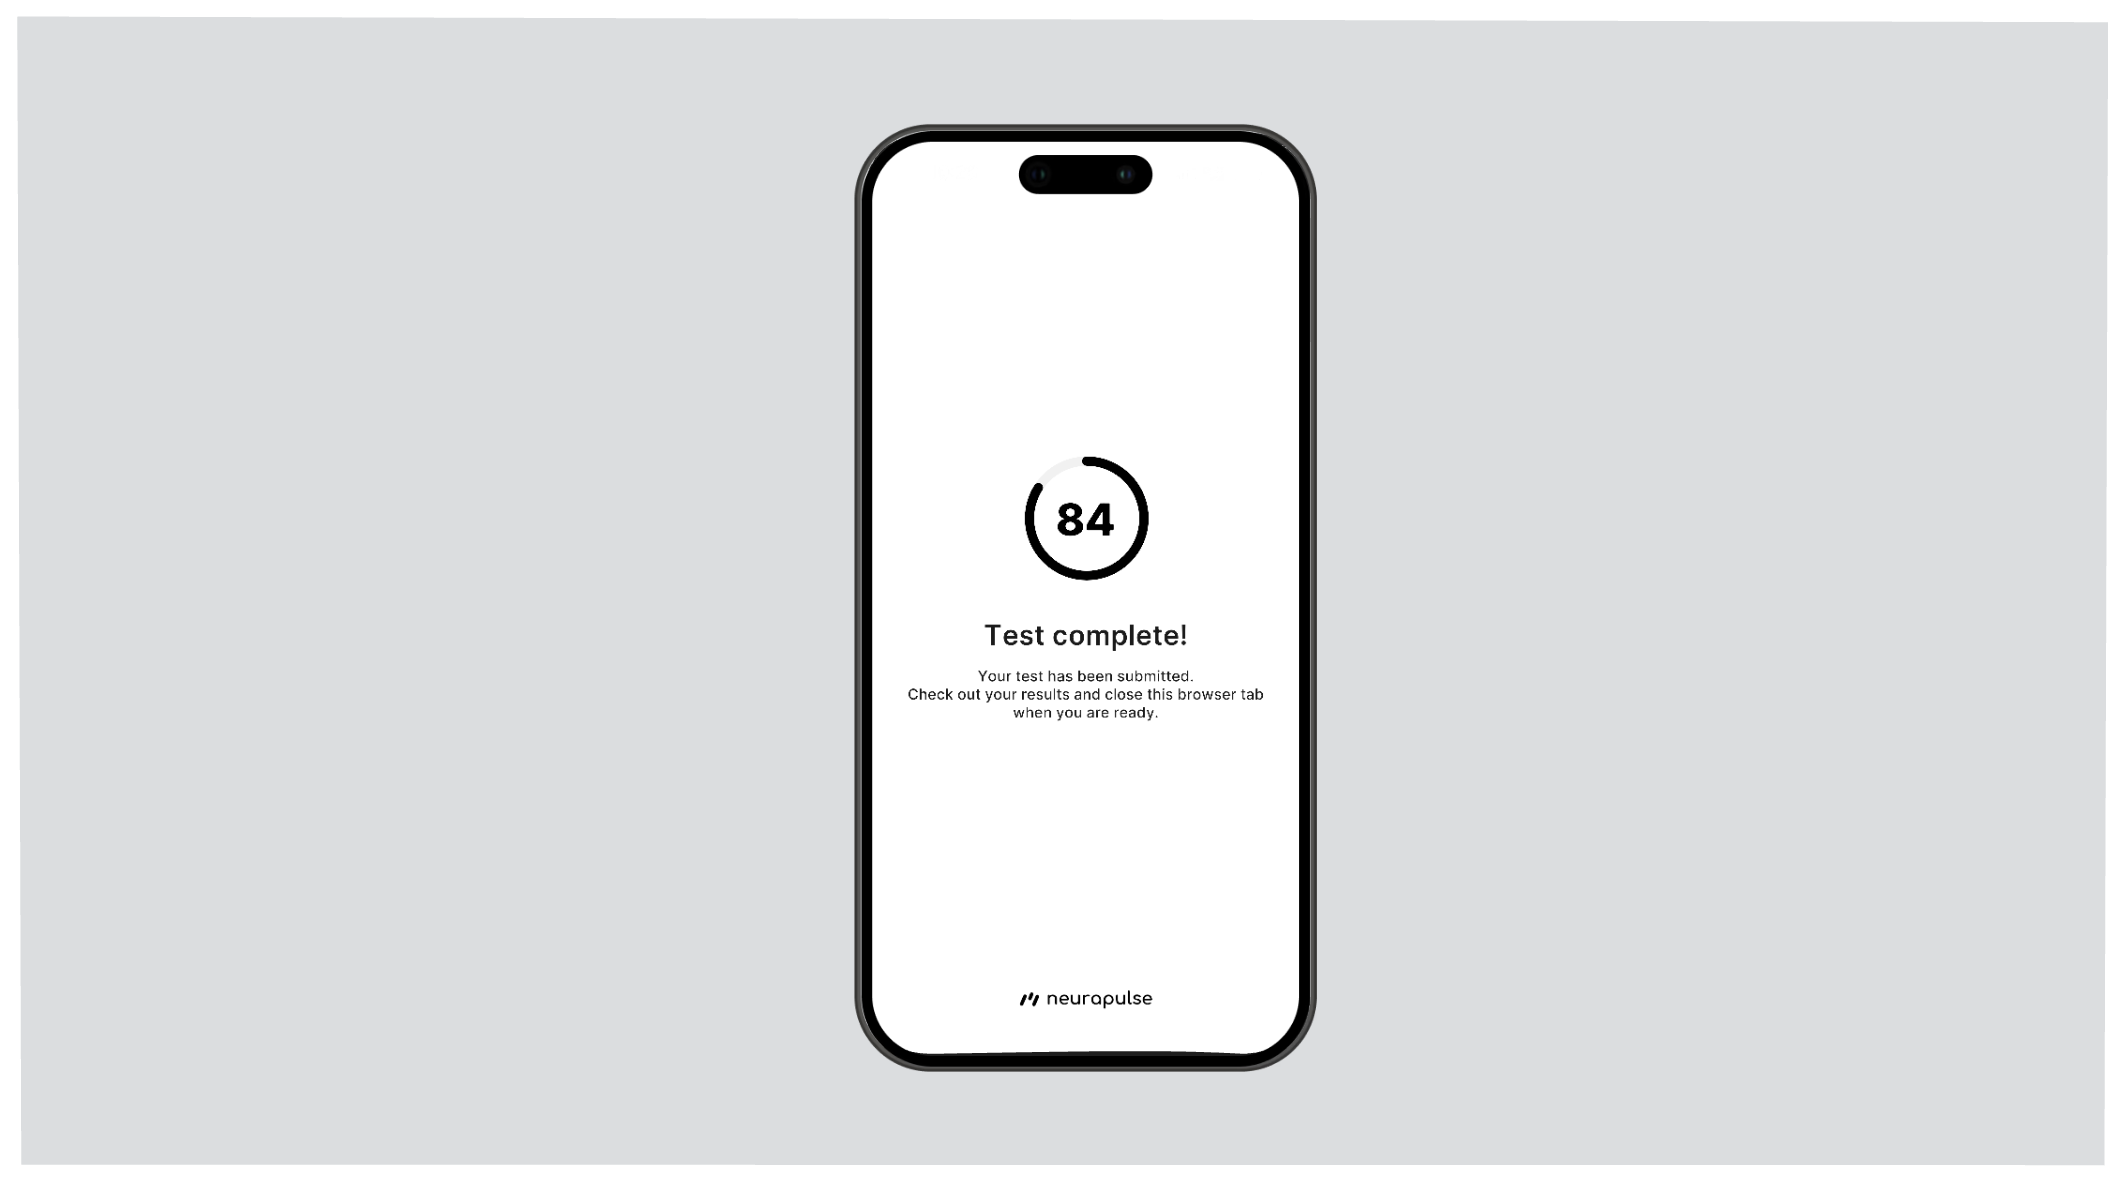 84
Test complete!
Your test has been submitted.
Check out your results and close this browser tab
when you are ready.
neurapulse